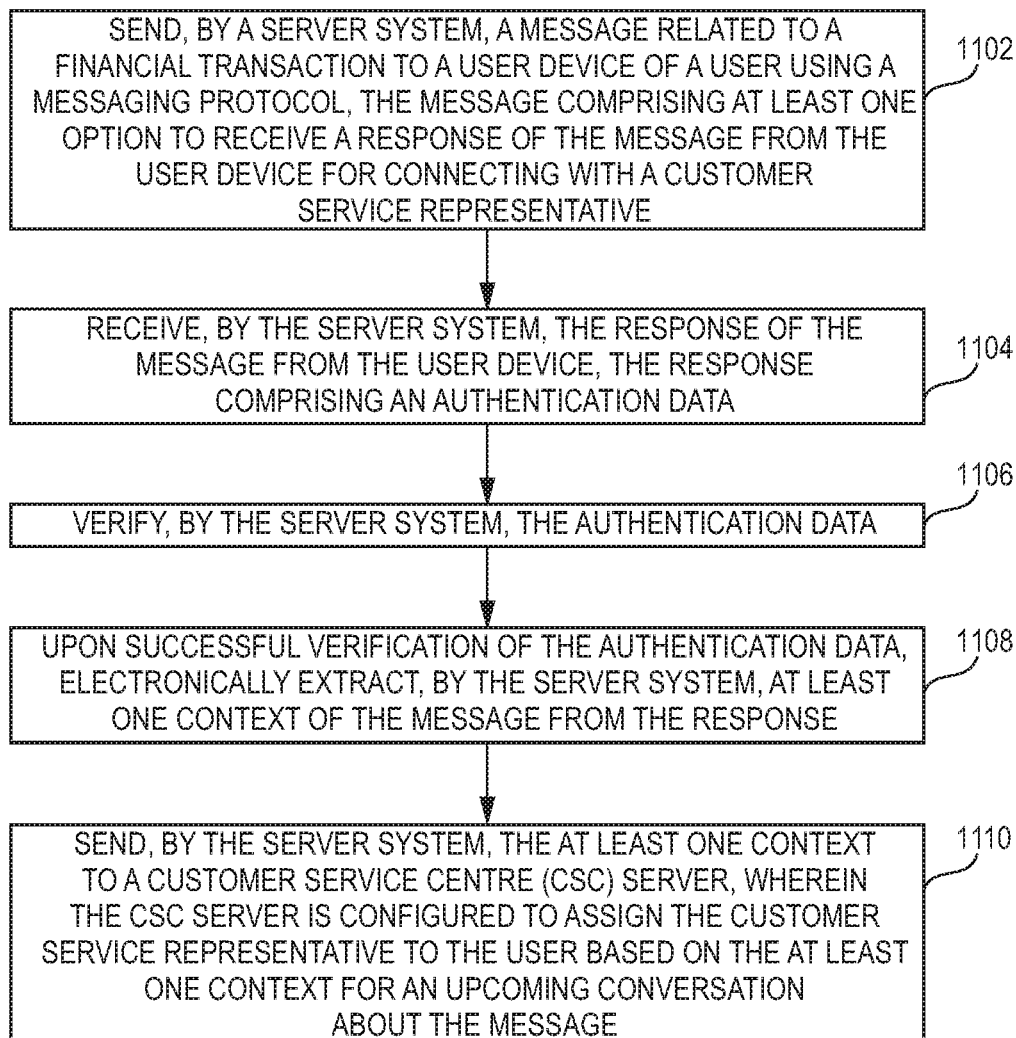 SEND, BY A SERVER SYSTEM, A MESSAGE RELATED TO A
FINANCIAL TRANSACTION TO A USER DEVICE OF A USER USING A
MESSAGING PROTOCOL, THE MESSAGE COMPRISING AT LEAST ONE
OPTION TO RECEIVE A RESPONSE OF THE MESSAGE FROM THE
USER DEVICE FOR CONNECTING WITH A CUSTOMER
SERVICE REPRESENTATIVE
1102
RECEIVE, BY THE SERVER SYSTEM, THE RESPONSE OF THE
MESSAGE FROM THE USER DEVICE, THE RESPONSE
COMPRISING AN AUTHENTICATION DATA
1104
VERIFY, BY THE SERVER SYSTEM, THE AUTHENTICATION DATA
1106
UPON SUCCESSFUL VERIFICATION OF THE AUTHENTICATION DATA,
ELECTRONICALLY EXTRACT, BY THE SERVER SYSTEM, AT LEAST
ONE CONTEXT OF THE MESSAGE FROM THE RESPONSE
1108
SEND, BY THE SERVER SYSTEM, THE AT LEAST ONE CONTEXT
TO A CUSTOMER SERVICE CENTRE (CSC) SERVER, WHEREIN
THE CSC SERVER IS CONFIGURED TO ASSIGN THE CUSTOMER
SERVICE REPRESENTATIVE TO THE USER BASED ON THE AT LEAST
ONE CONTEXT FOR AN UPCOMING CONVERSATION
ABOUT THE MESSAGE
1110